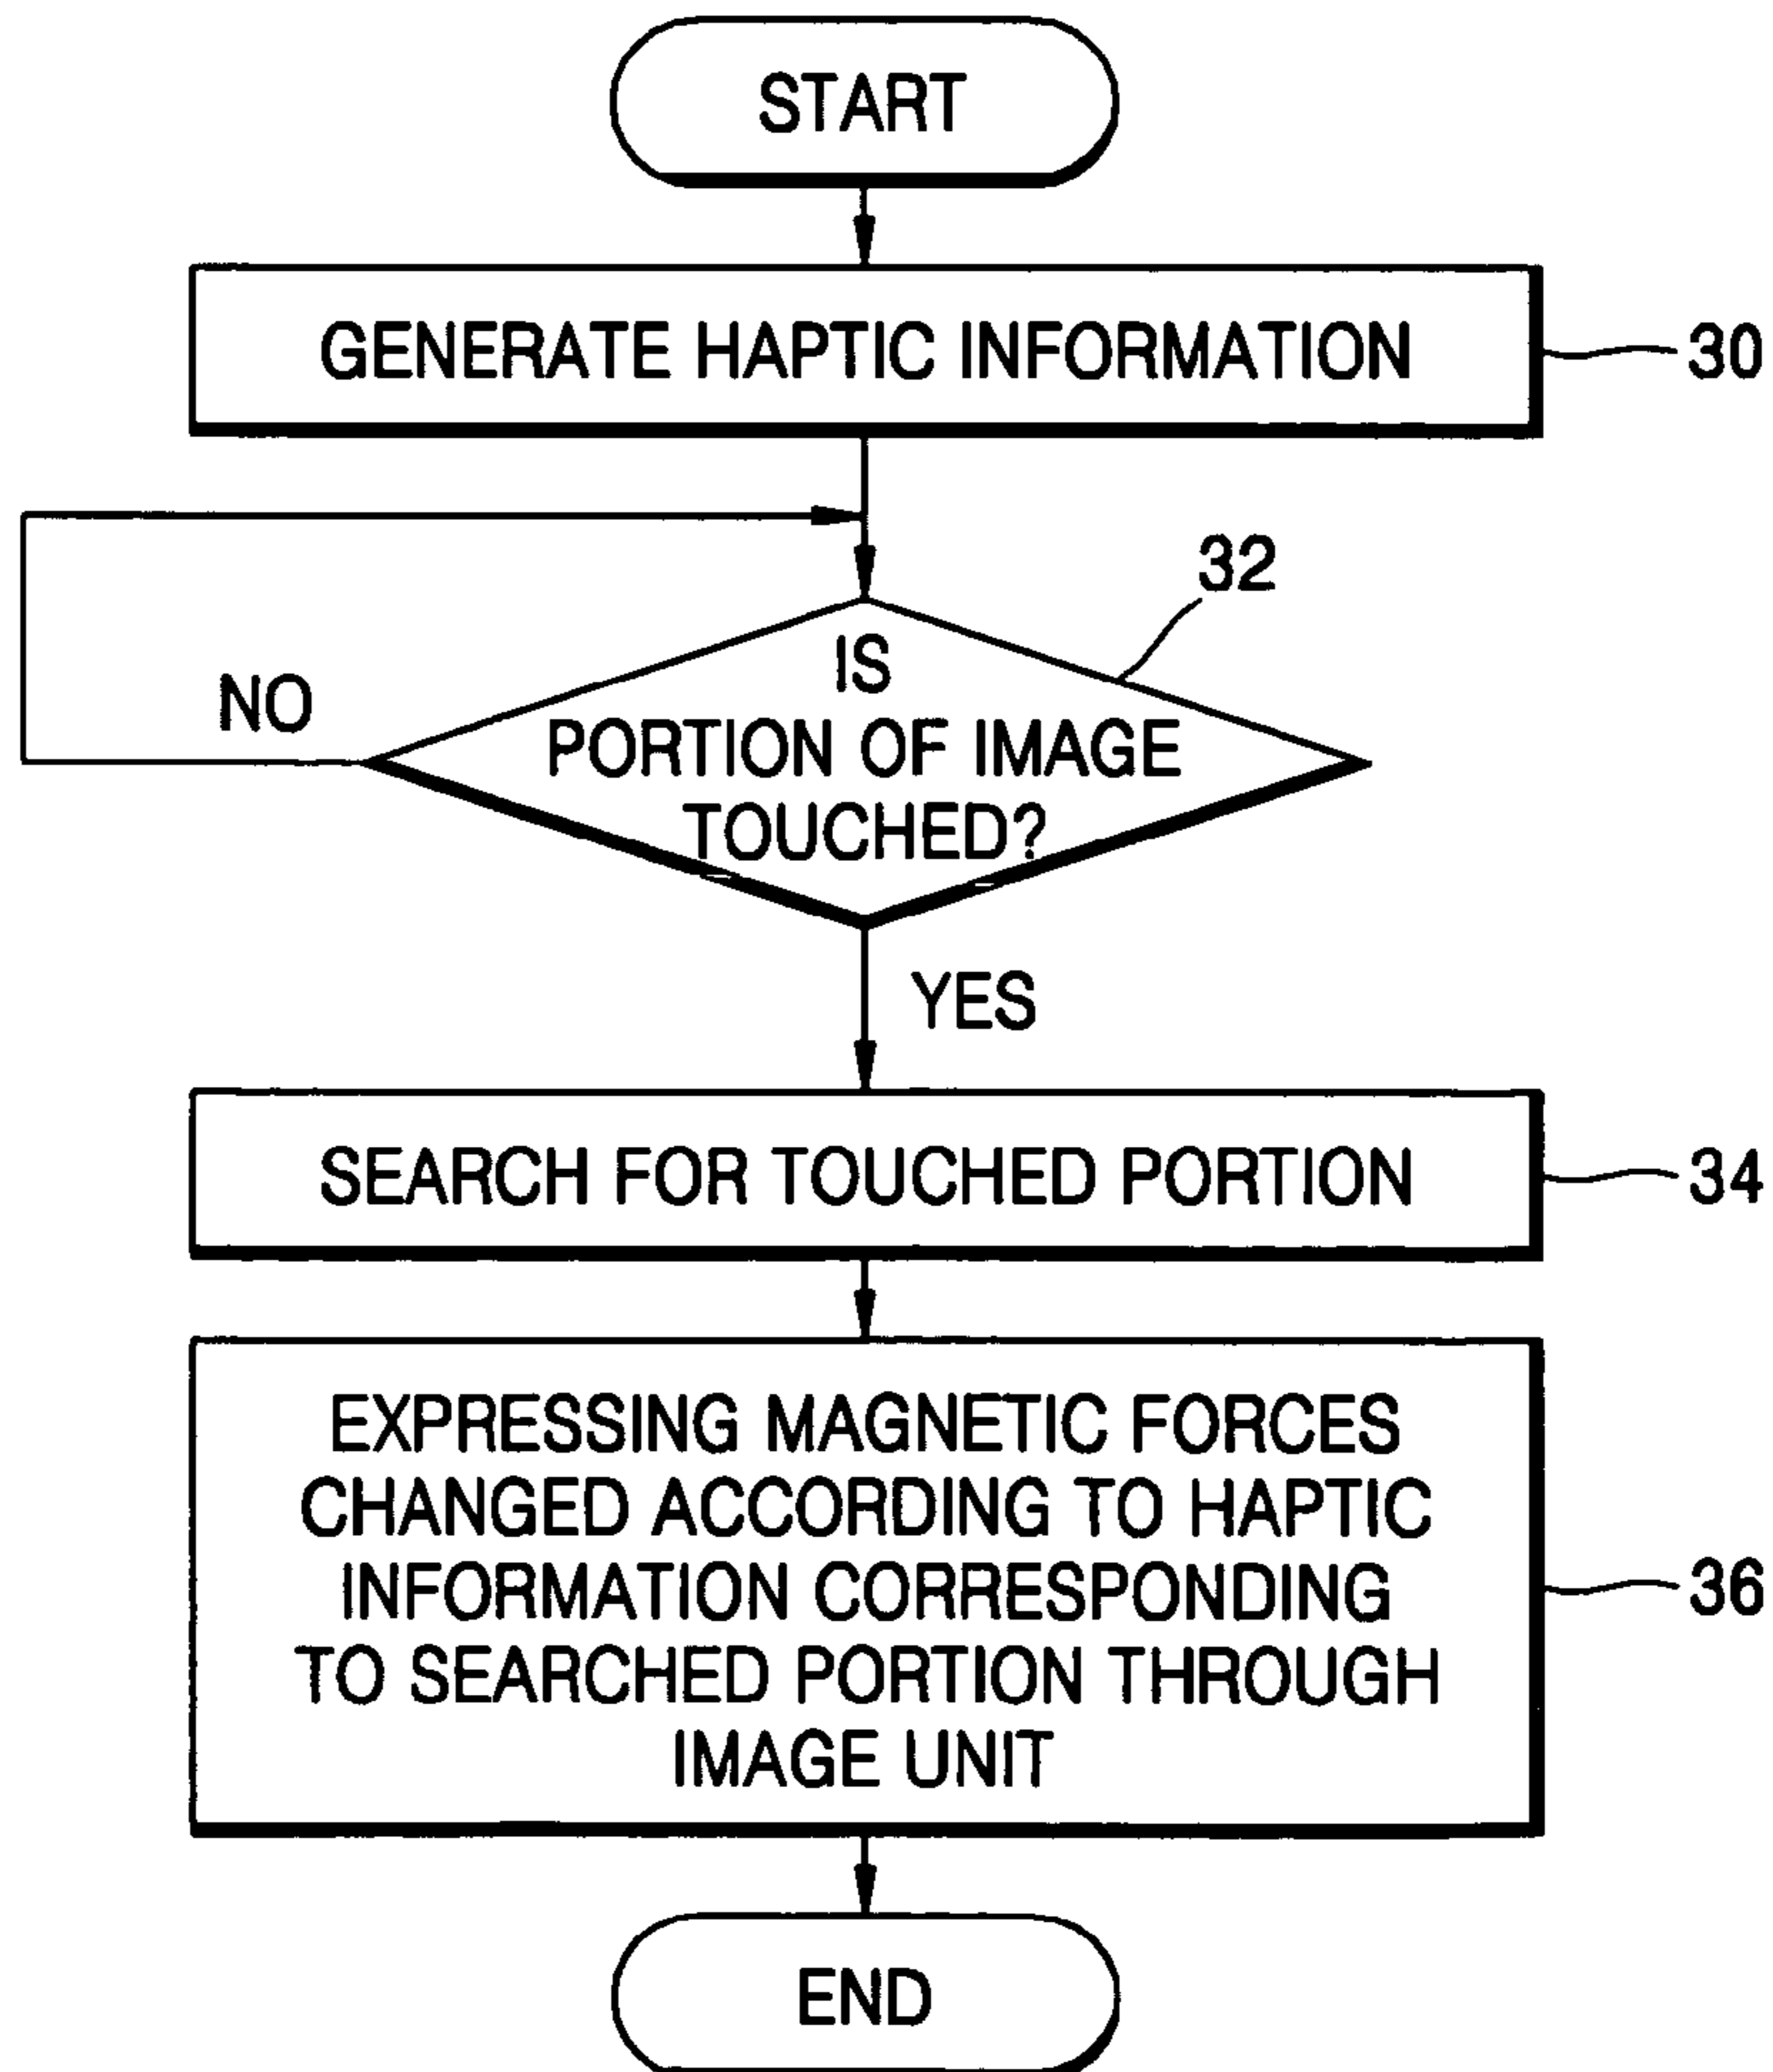 START
GENERATE HAPTIC INFORMATION
30
32
IS
PORTION OF IMAGE
TOUCHED?
NO
YES
SEARCH FOR TOUCHED PORTION
34
EXPRESSING MAGNETIC FORCES
CHANGED ACCORDING TO HAPTIC
INFORMATION CORRESPONDING
TO SEARCHED PORTION THROUGH
IMAGE UNIT
36
END